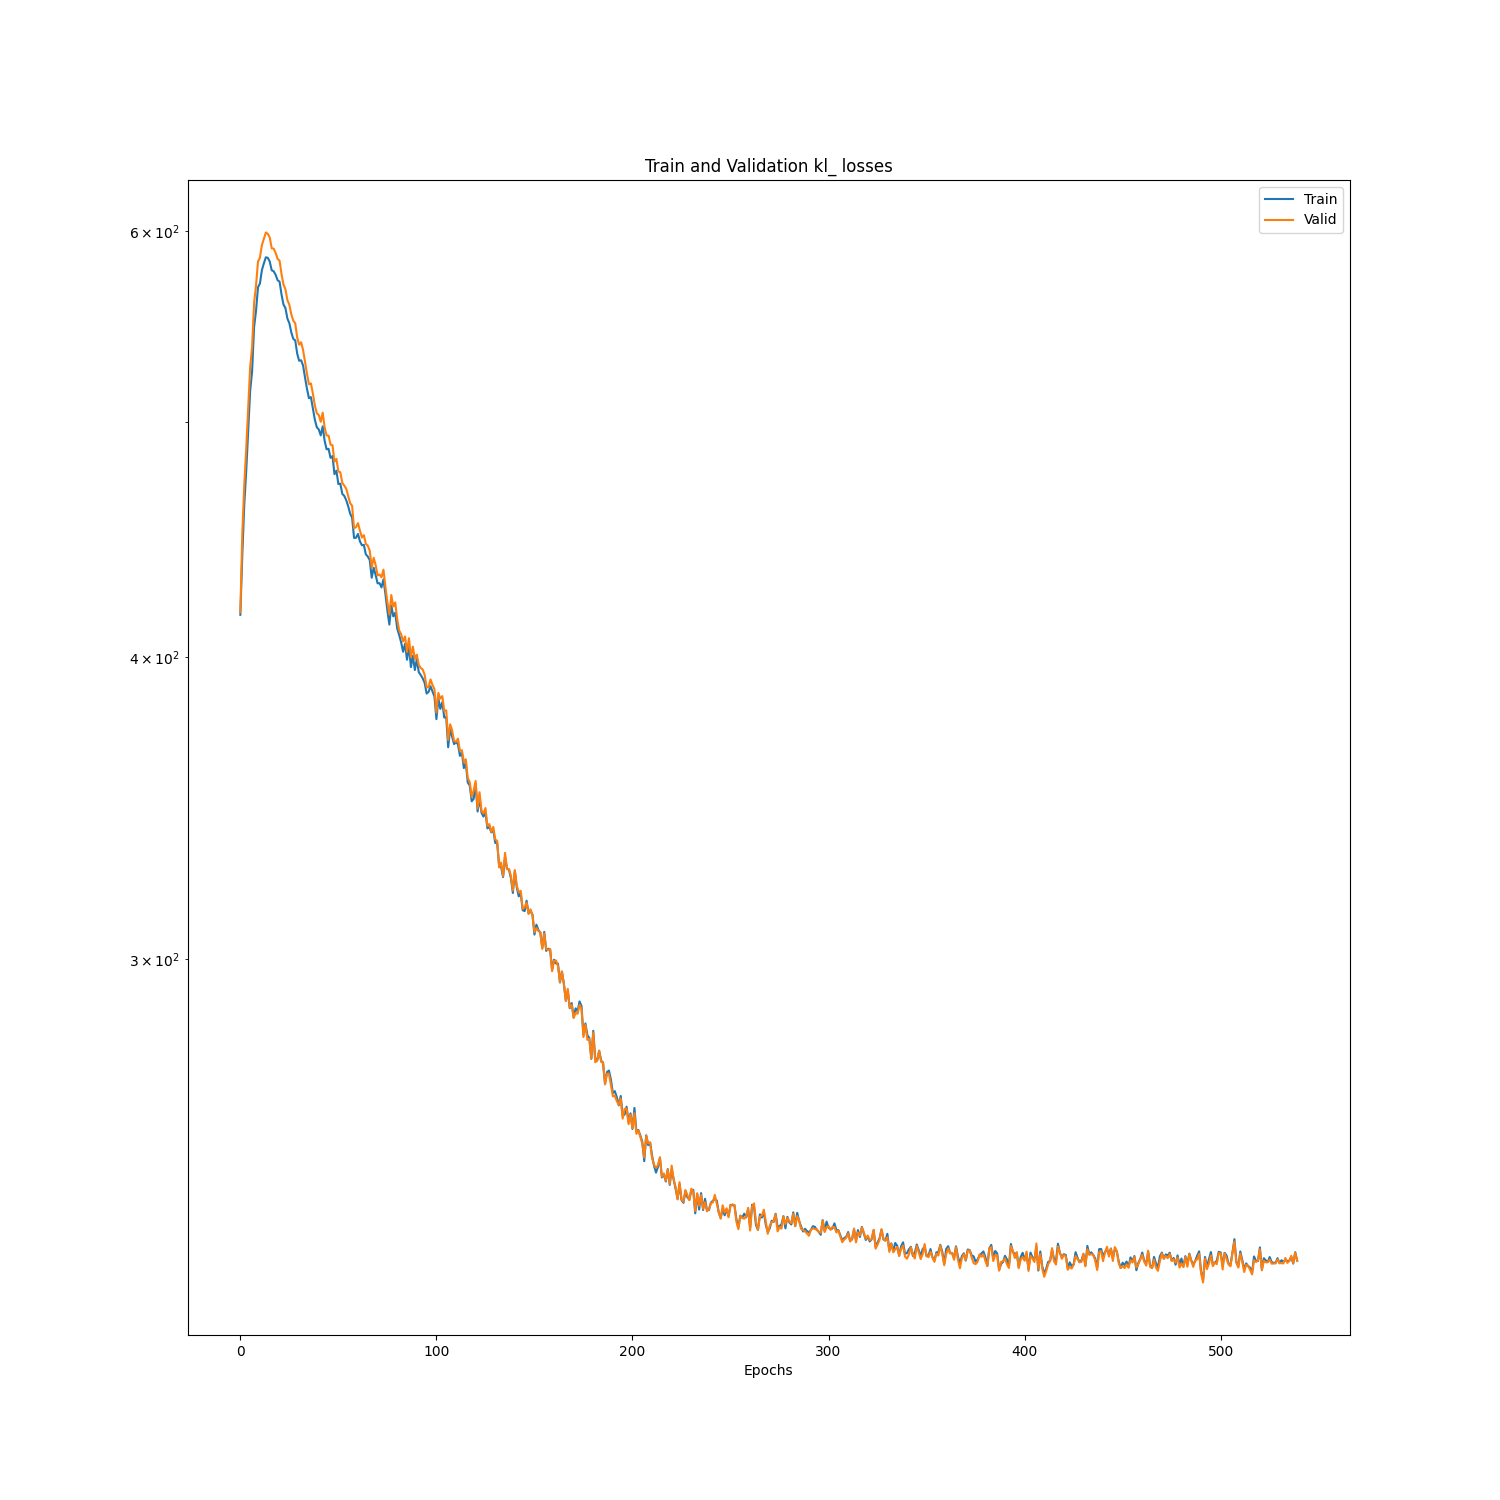 Train and Validation kl_ losses
Train
Valid
6 × 10²
4 × 10²
3 × 10²
0 100 200 300 400 500
Epochs